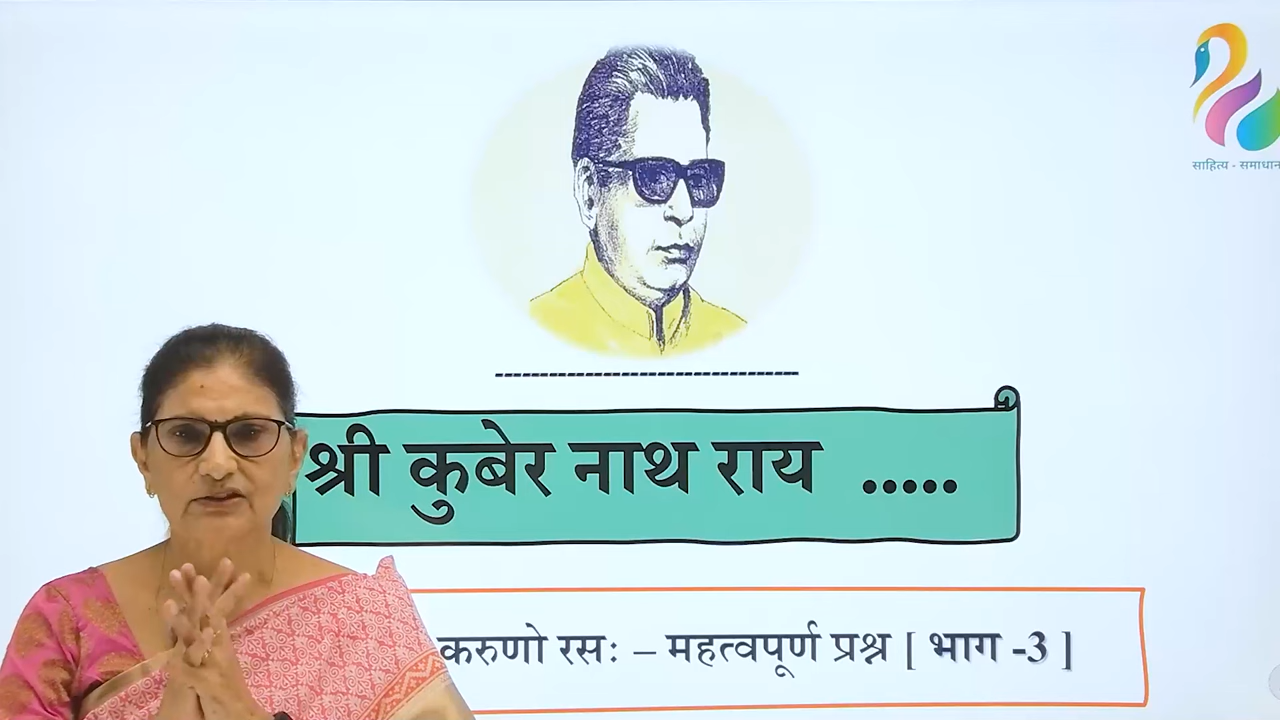 साहित्य - समाधान
श्री कुबेर नाथ राय .....
करुणो रसः – महत्वपूर्ण प्रश्न [ भाग -3 ]